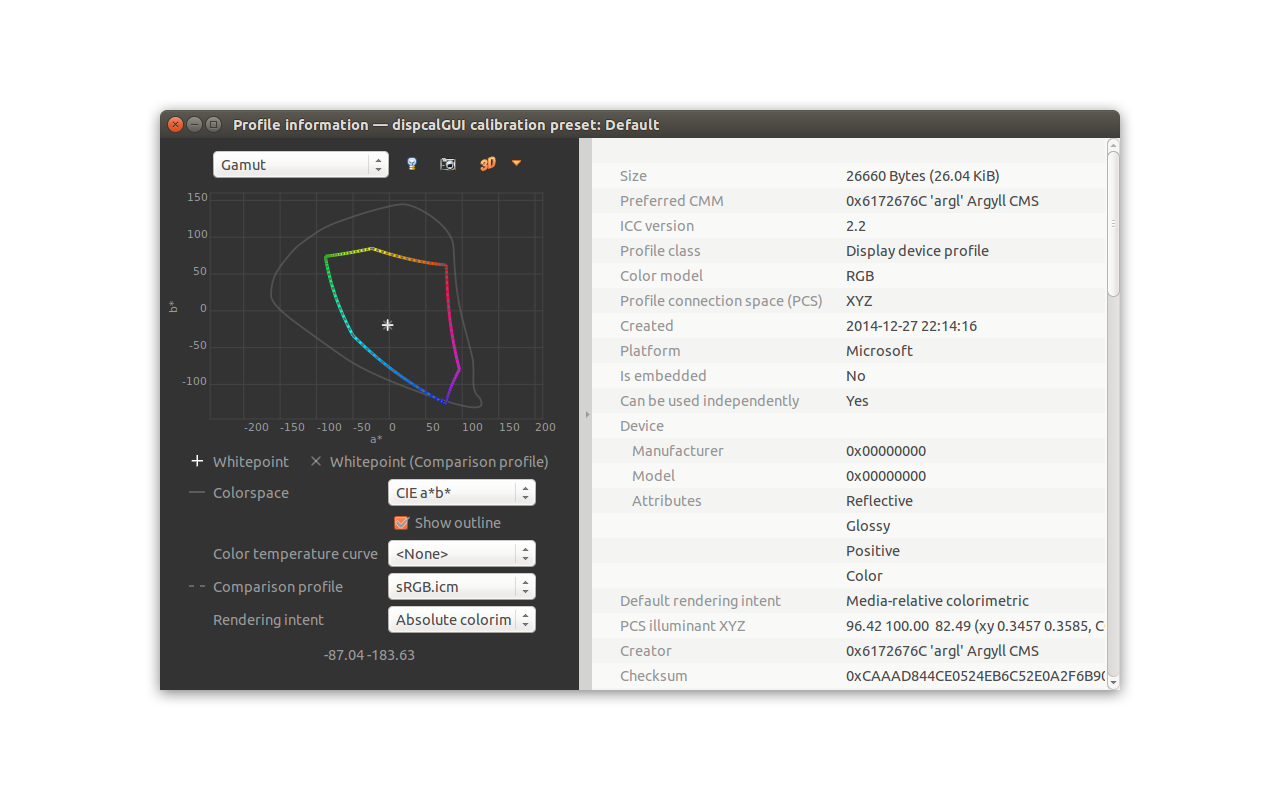 Profile information — dispcalGUI calibration preset: Default
Gamut
3D
150
100
50
0
-50
-100
b*
-200 -150 -100 -50 0 50 100 150 200
a*
Whitepoint Whitepoint (Comparison profile)
Colorspace CIE a*b*
Show outline
Color temperature curve <None>
Comparison profile sRGB.icm
Rendering intent Absolute colorim
-87.04 -183.63
Size 26660 Bytes (26.04 KiB)
Preferred CMM 0x6172676C 'argl' Argyll CMS
ICC version 2.2
Profile class Display device profile
Color model RGB
Profile connection space (PCS) XYZ
Created 2014-12-27 22:14:16
Platform Microsoft
Is embedded No
Can be used independently Yes
Device
Manufacturer 0x00000000
Model 0x00000000
Attributes Reflective
Glossy
Positive
Color
Default rendering intent Media-relative colorimetric
PCS illuminant XYZ 96.42 100.00 82.49 (xy 0.3457 0.3585, C
Creator 0x6172676C 'argl' Argyll CMS
Checksum 0xCAAAD844CE0524EB6C52E0A2F6B90